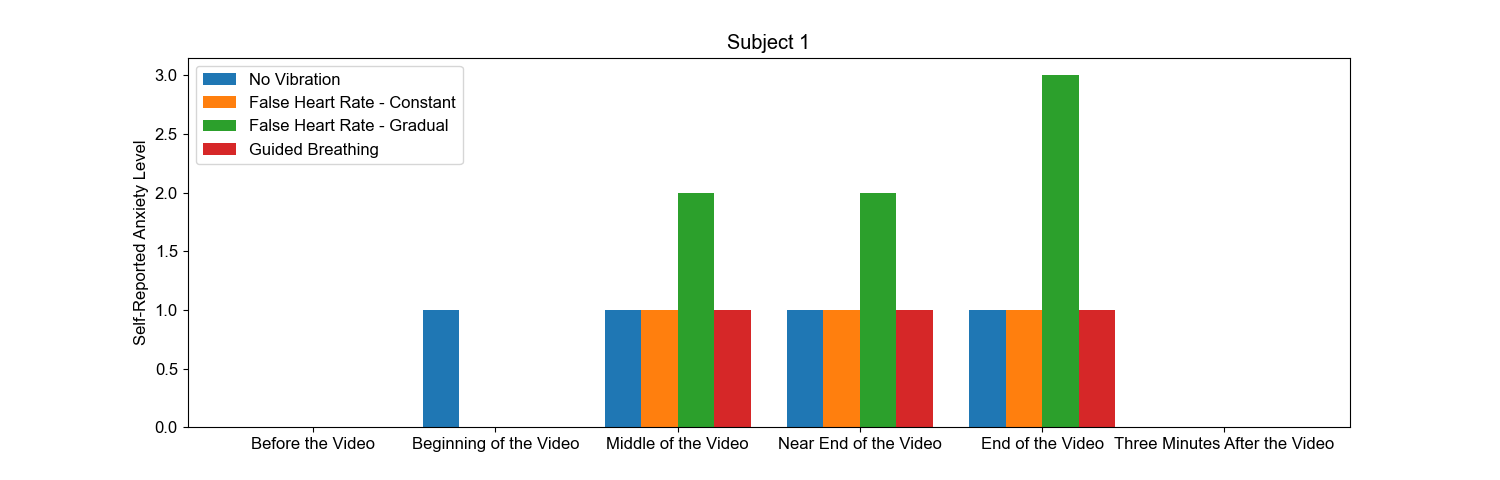 Subject 1
No Vibration
False Heart Rate - Constant
False Heart Rate - Gradual
Guided Breathing
Self-Reported Anxiety Level
3.0
2.5
2.0
1.5
1.0
0.5
0.0
Before the Video
Beginning of the Video
Middle of the Video
Near End of the Video
End of the Video
Three Minutes After the Video